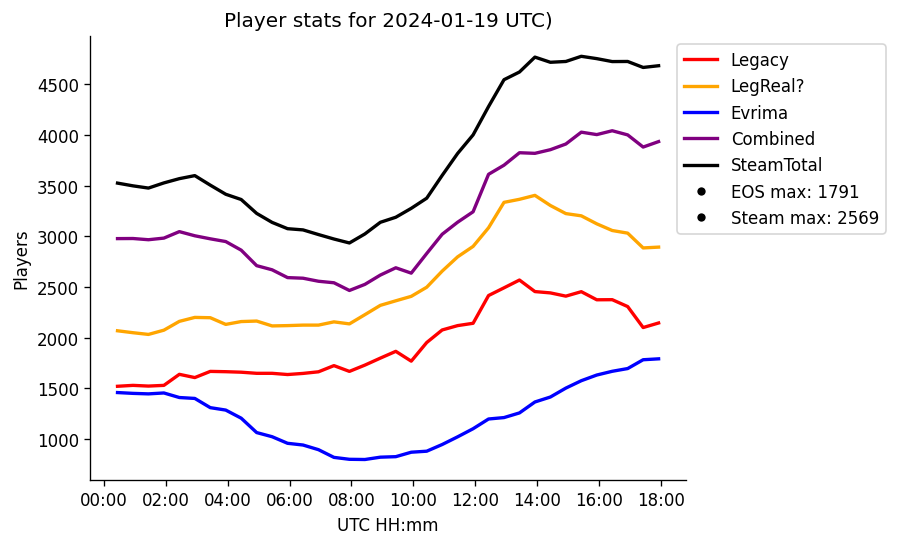 Player stats for 2024-01-19 UTC)
Legacy
LegReal?
Evrima
Combined
SteamTotal
EOS max: 1791
Steam max: 2569
Players
4500
4000
3500
3000
2500
2000
1500
1000
00:00 02:00 04:00 06:00 08:00 10:00 12:00 14:00 16:00 18:00
UTC HH:mm